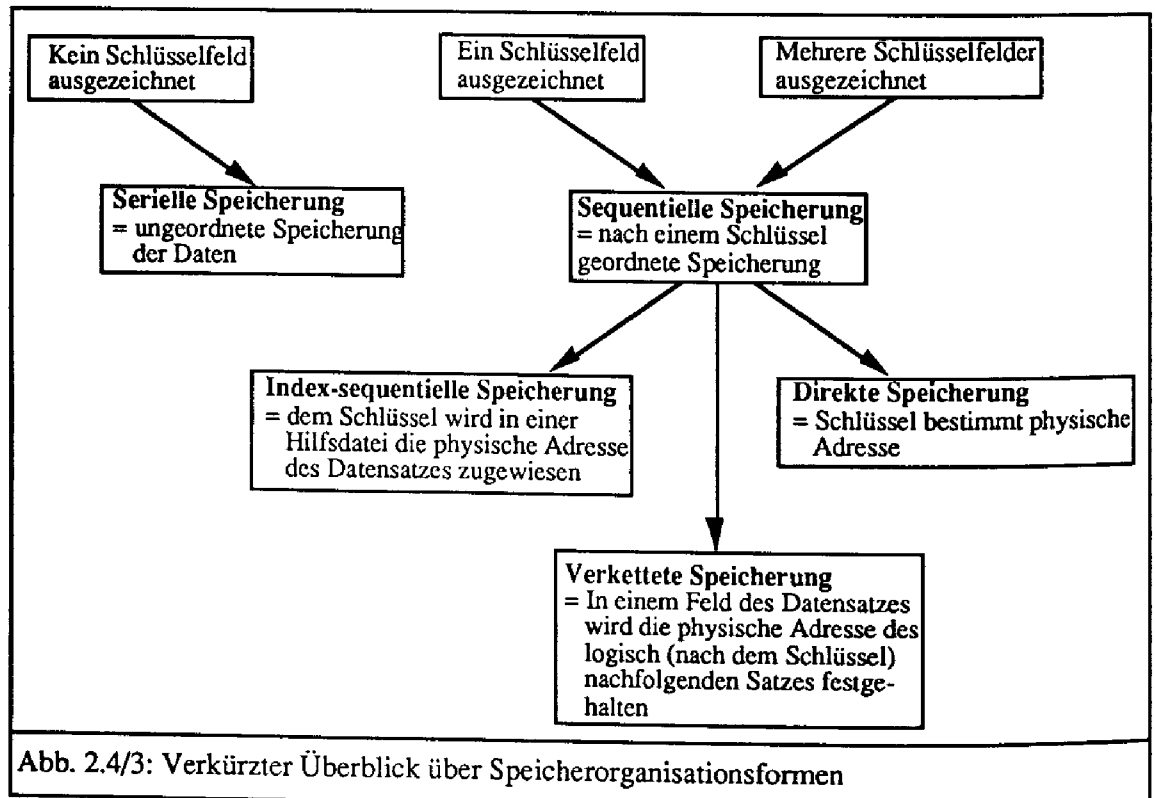 Kein Schlüsselfeld
ausgezeichnet
Ein Schlüsselfeld
ausgezeichnet
Mehrere Schlüsselfelder
ausgezeichnet
Serielle Speicherung
= ungeordnete Speicherung
der Daten
Sequentielle Speicherung
= nach einem Schlüssel
geordnete Speicherung
Index-sequentielle Speicherung
= dem Schlüssel wird in einer
Hilfsdatei die physische Adresse
des Datensatzes zugewiesen
Direkte Speicherung
= Schlüssel bestimmt physische
Adresse
Verkettete Speicherung
= In einem Feld des Datensatzes
wird die physische Adresse des
logisch (nach dem Schlüssel)
nachfolgenden Satzes festge-
halten
Abb. 2.4/3: Verkürzter Überblick über Speicherorganisationsformen